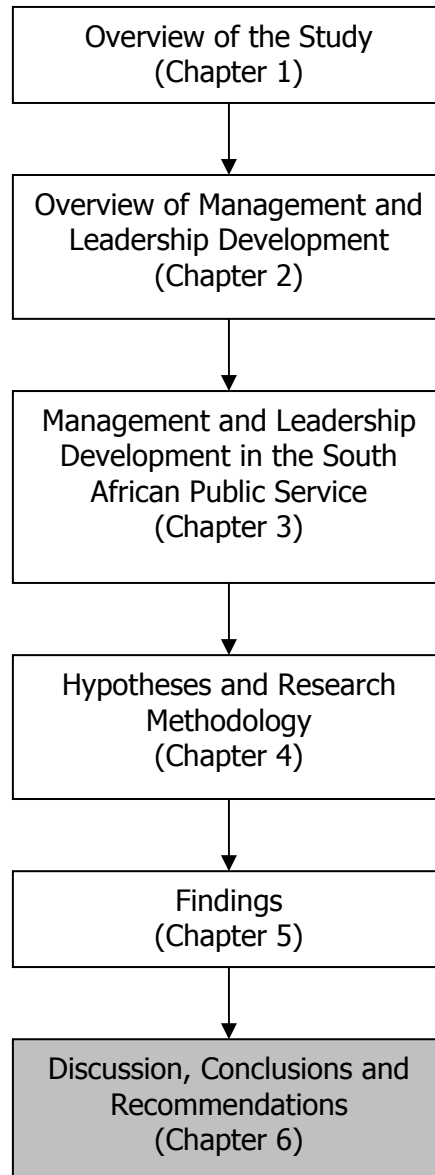 Overview of the Study
(Chapter 1)
Overview of Management and
Leadership Development
(Chapter 2)
Management and Leadership
Development in the South
African Public Service
(Chapter 3)
Hypotheses and Research
Methodology
(Chapter 4)
Findings
(Chapter 5)
Discussion, Conclusions and
Recommendations
(Chapter 6)